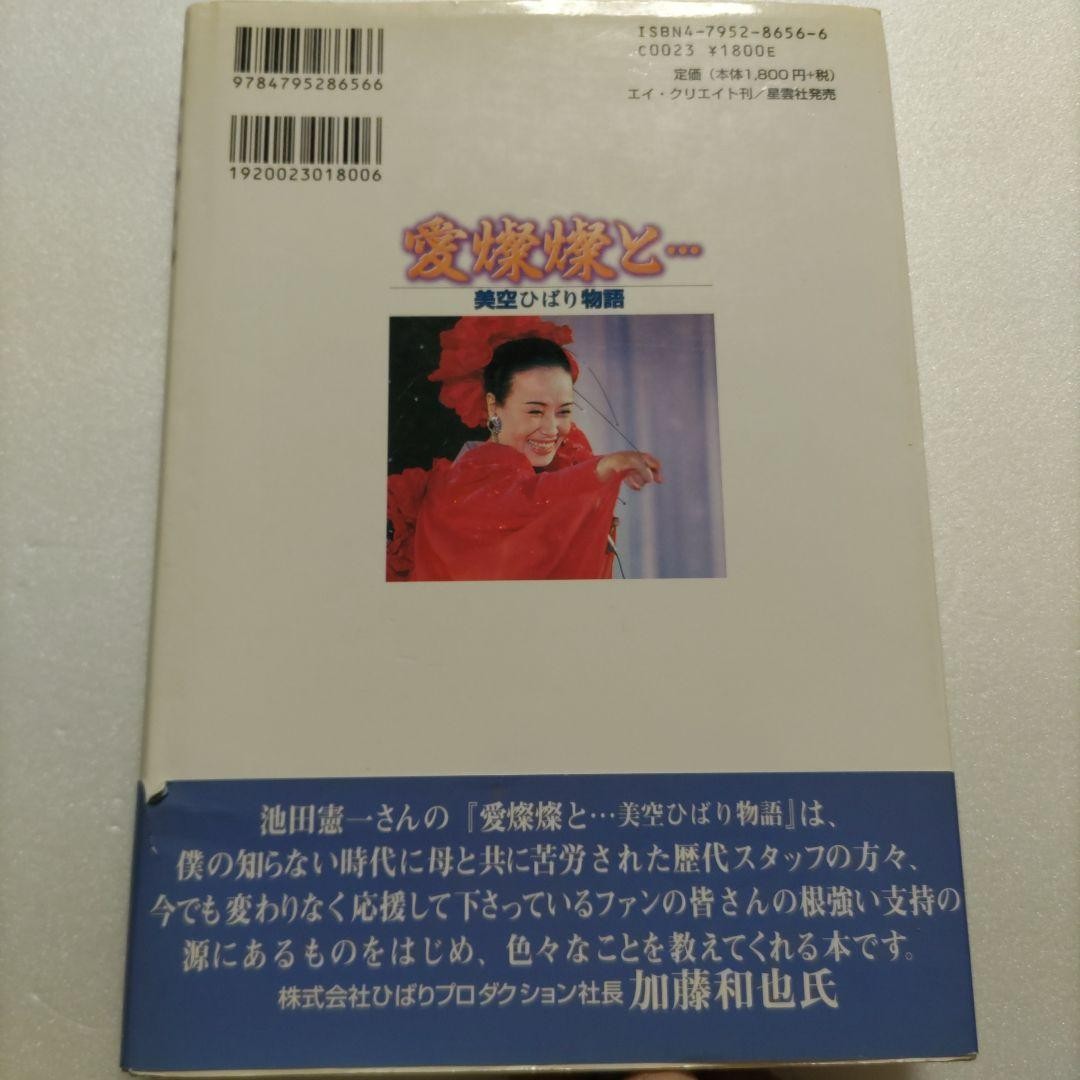 9784795286566
1920023018006
ISBN4-7952-8656-6
C0023 ¥1800E
定価（本体1,800円+税）
エイ・クリエイト刊／星雲社発売
愛燦燦と…
美空ひばり物語
池田憲一さんの『愛燦燦と…美空ひばり物語』は、
僕の知らない時代に母と共に苦労された歴代スタッフの方々、
今でも変わりなく応援して下さっているファンの皆さんの根強い支持の
源にあるものをはじめ、色々なことを教えてくれる本です。
株式会社ひばりプロダクション社長 加藤和也氏